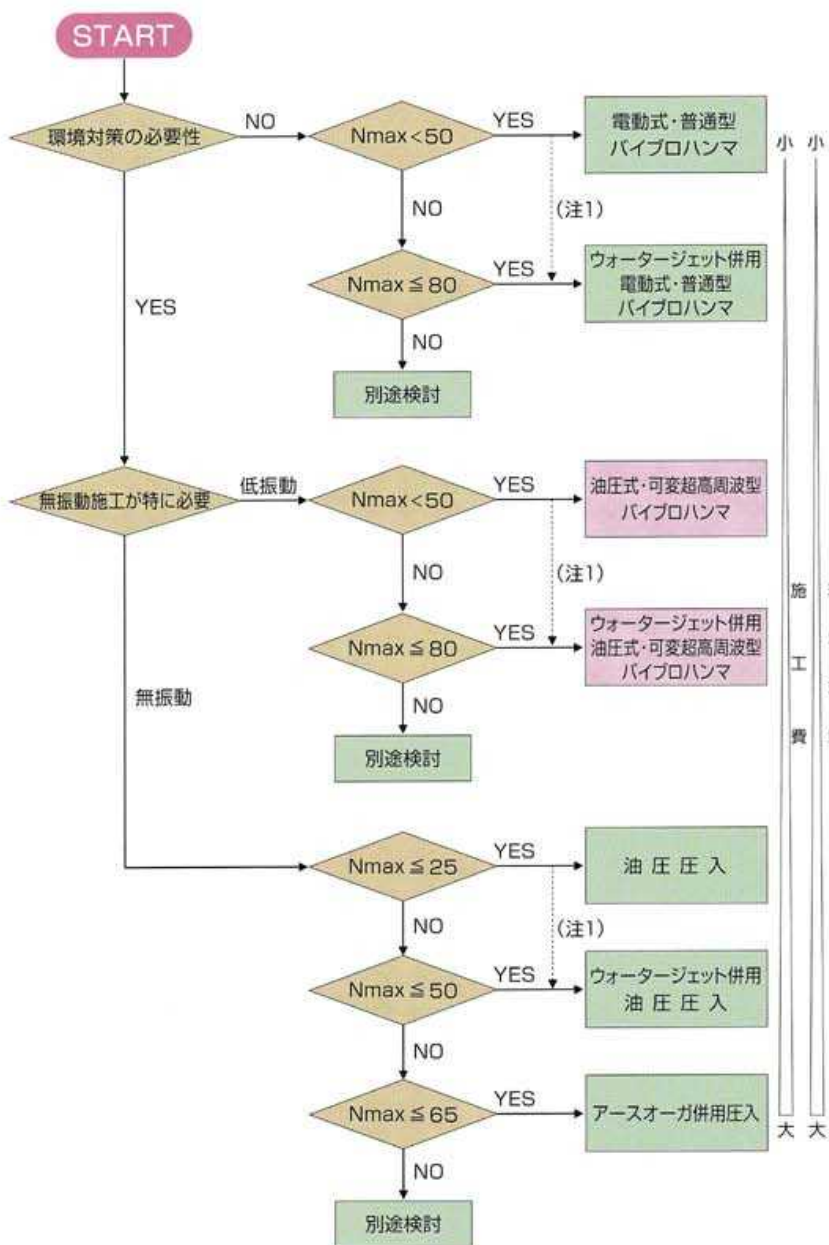 START
環境対策の必要性
NO
Nmax<50
YES
電動式・普通型
バイブロハンマ
小
小
NO
(注1)
YES
Nmax≦80
YES
ウォータージェット併用
電動式・普通型
バイブロハンマ
NO
別途検討
無振動施工が特に必要
低振動
Nmax<50
YES
油圧式・可変超高周波型
バイブロハンマ
NO
(注1)
無振動
Nmax≦80
YES
ウォータージェット併用
油圧式・可変超高周波型
バイブロハンマ
施工費
NO
別途検討
Nmax≦25
YES
油圧圧入
NO
(注1)
Nmax≦50
YES
ウォータージェット併用
油圧圧入
NO
Nmax≦65
YES
アースオーガ併用圧入
大
大
NO
別途検討